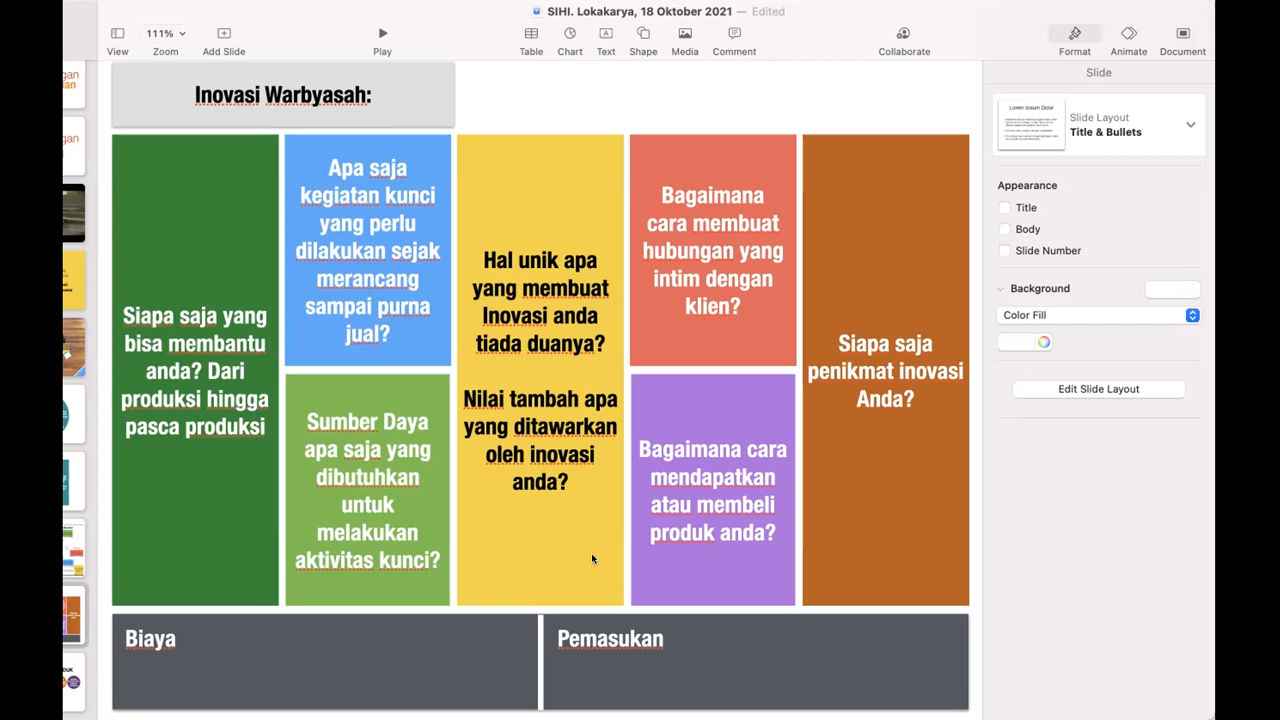 SIHI. Lokakarya, 18 Oktober 2021 — Edited
View
111%
Zoom
Add Slide
Play
Table
Chart
Text
Shape
Media
Comment
Collaborate
Format
Animate
Document
Inovasi Warbyasah:
Siapa saja yang
bisa membantu
anda? Dari
produksi hingga
pasca produksi
Apa saja
kegiatan kunci
yang perlu
dilakukan sejak
merancang
sampai purna
jual?
Sumber Daya
apa saja yang
dibutuhkan
untuk
melakukan
aktivitas kunci?
Hal unik apa
yang membuat
Inovasi anda
tiada duanya?
Nilai tambah apa
yang ditawarkan
oleh inovasi
anda?
Bagaimana
cara membuat
hubungan yang
intim dengan
klien?
Bagaimana cara
mendapatkan
atau membeli
produk anda?
Siapa saja
penikmat inovasi
Anda?
Biaya
Pemasukan
Slide
Lorem Ipsum Dolor
Slide Layout
Title & Bullets
Appearance
Title
Body
Slide Number
Background
Color Fill
Edit Slide Layout